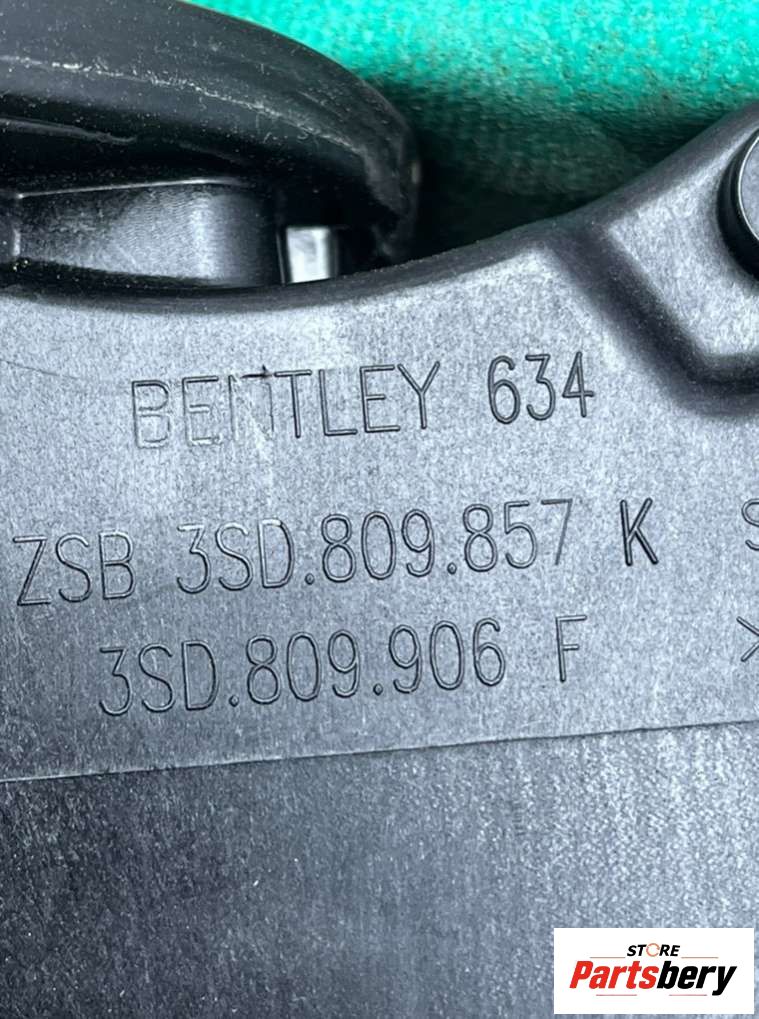 BENTLEY 634
ZSB 3SD.809.857 K S
3SD.809.906 F >
STORE
Partsbery